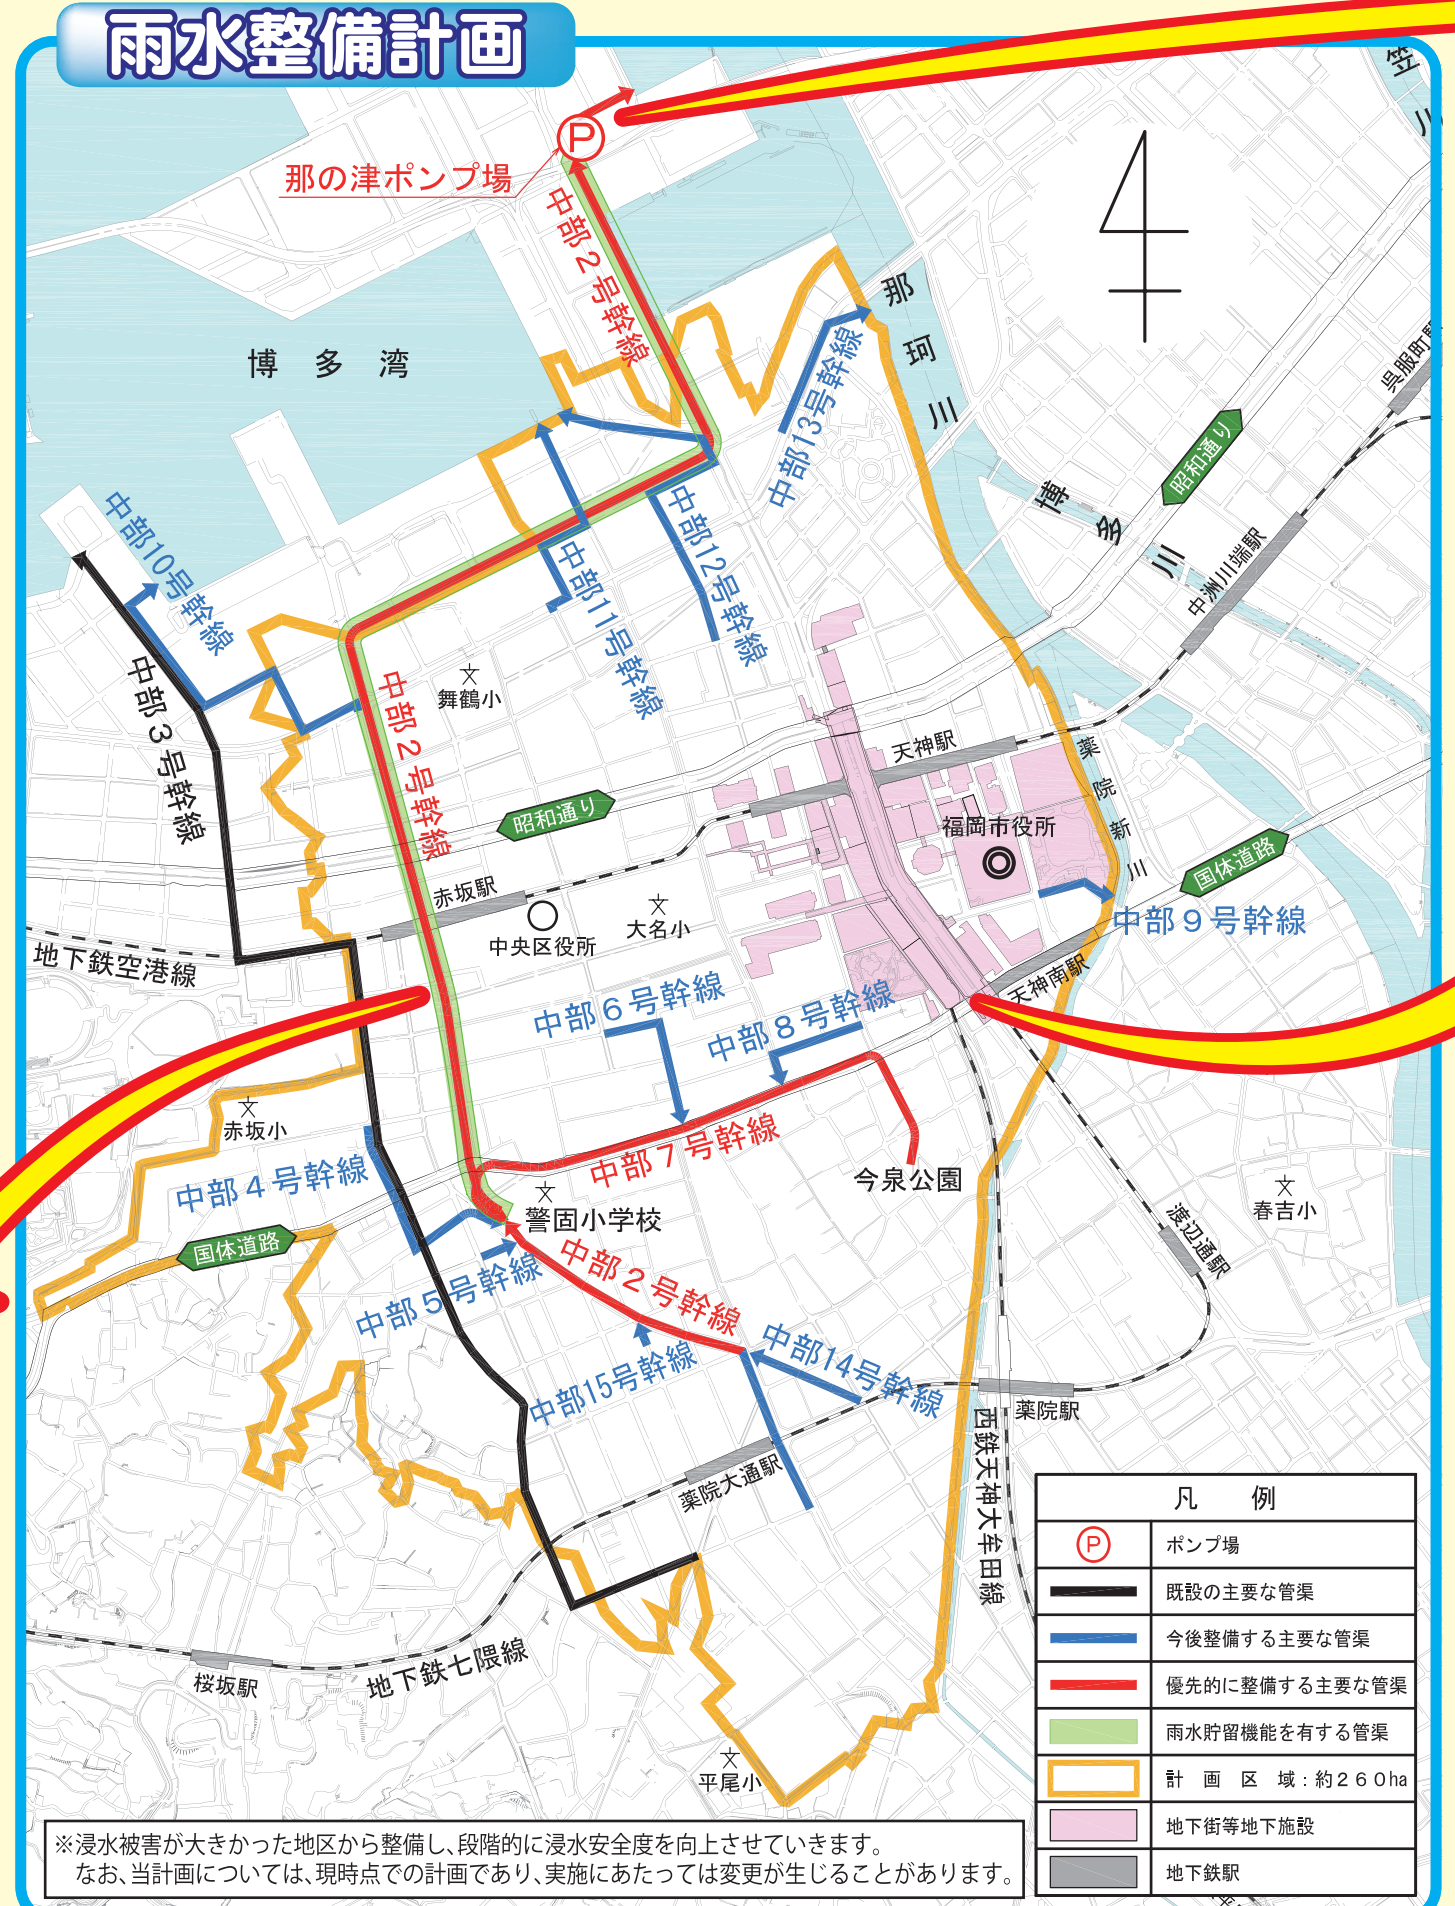 雨水整備計画
笠
川
P
那の津ポンプ場
中部２号幹線
那
珂
川
博多湾
中部13号幹線
呉服町駅
昭和通り
博
多
川
中部10号幹線
中部12号幹線
中部11号幹線
中洲川端駅
中部３号幹線
舞鶴小
中部２号幹線
天神駅
薬
院
新
川
昭和通り
福岡市役所
国体道路
赤坂駅
中央区役所
大名小
中部９号幹線
地下鉄空港線
天神南駅
中部６号幹線
中部８号幹線
赤坂小
中部７号幹線
今泉公園
中部４号幹線
警固小学校
春吉小
国体道路
渡辺通駅
中部５号幹線
中部２号幹線
中部15号幹線
中部14号幹線
薬院駅
薬院大通駅
西鉄天神大牟田線
桜坂駅
地下鉄七隈線
平尾小
凡例
P ポンプ場
既設の主要な管渠
今後整備する主要な管渠
優先的に整備する主要な管渠
雨水貯留機能を有する管渠
計画区域：約２６０ha
地下街等地下施設
地下鉄駅
※浸水被害が大きかった地区から整備し、段階的に浸水安全度を向上させていきます。
なお、当計画については、現時点での計画であり、実施にあたっては変更が生じることがあります。